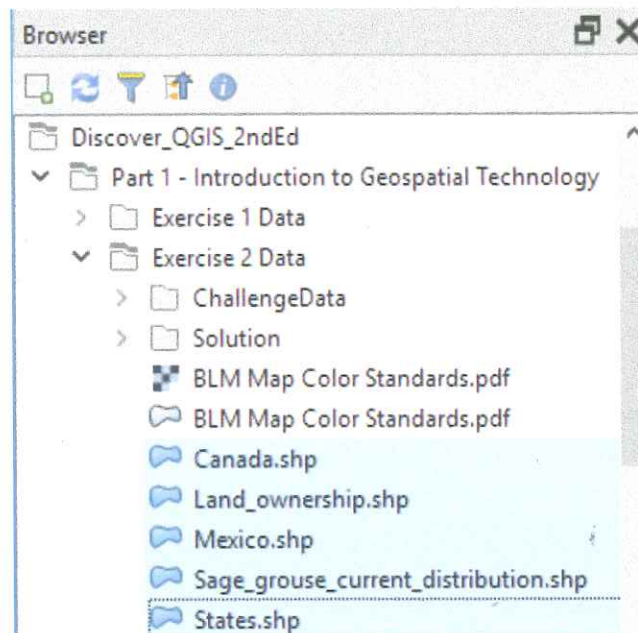 Browser
Discover_QGIS_2ndEd
Part 1 - Introduction to Geospatial Technology
Exercise 1 Data
Exercise 2 Data
ChallengeData
Solution
BLM Map Color Standards.pdf
BLM Map Color Standards.pdf
Canada.shp
Land_ownership.shp
Mexico.shp
Sage_grouse_current_distribution.shp
States.shp